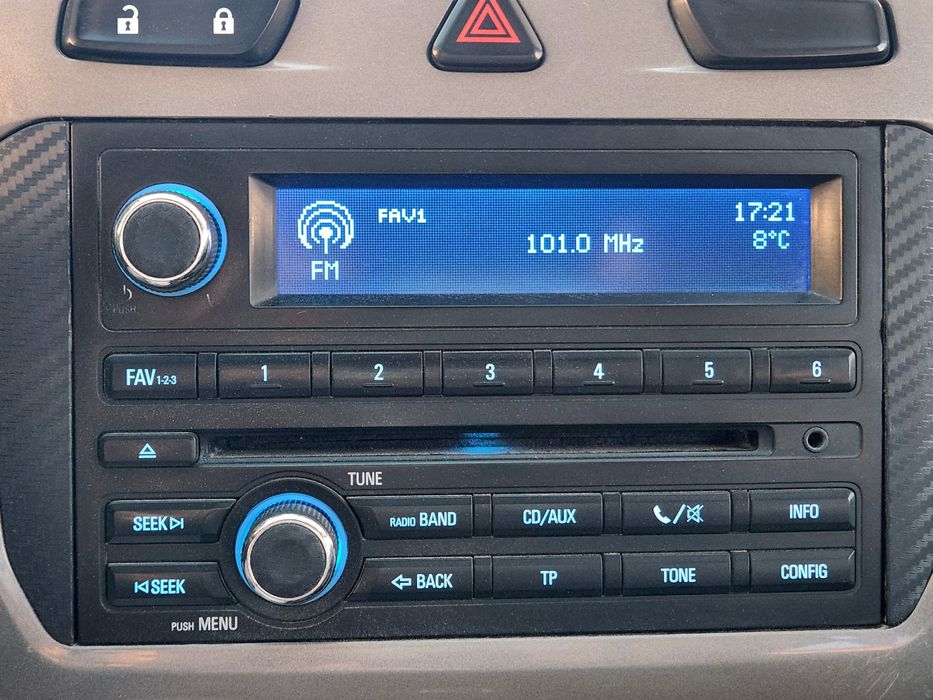 FAV1
17:21
101.0 MHz
8°C
FM
PUSH
FAV1-2-3
1
2
3
4
5
6
TUNE
SEEK
RADIO BAND
CD/AUX
INFO
SEEK
BACK
TP
TONE
CONFIG
PUSH MENU